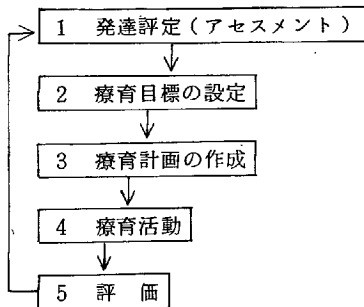 1 発達評定(アセスメント)
2 療育目標の設定
3 療育計画の作成
4 療育活動
5 評 価